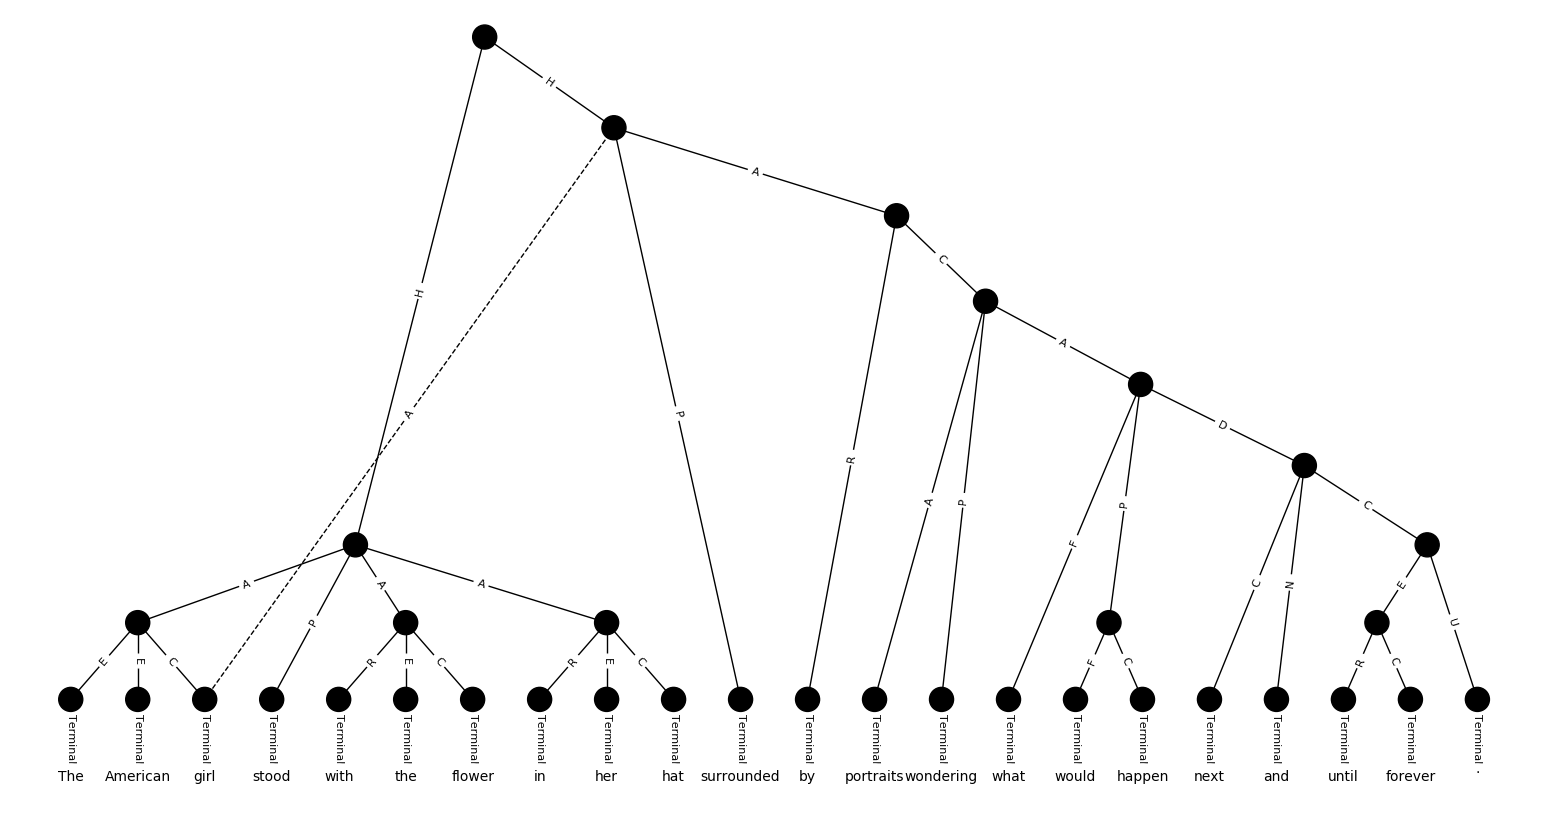 H
H
A
C
H
A
A
D
A
P
R
A
P
P
F
C
A
A
A
P
C
N
E
U
E
E
C
R
E
C
R
E
C
F
C
R
C
Terminal Terminal Terminal Terminal Terminal Terminal Terminal Terminal Terminal Terminal Terminal Terminal Terminal Terminal Terminal Terminal Terminal Terminal Terminal Terminal Terminal Terminal
The American girl stood with the flower in her hat surrounded by portraits wondering what would happen next and until forever .